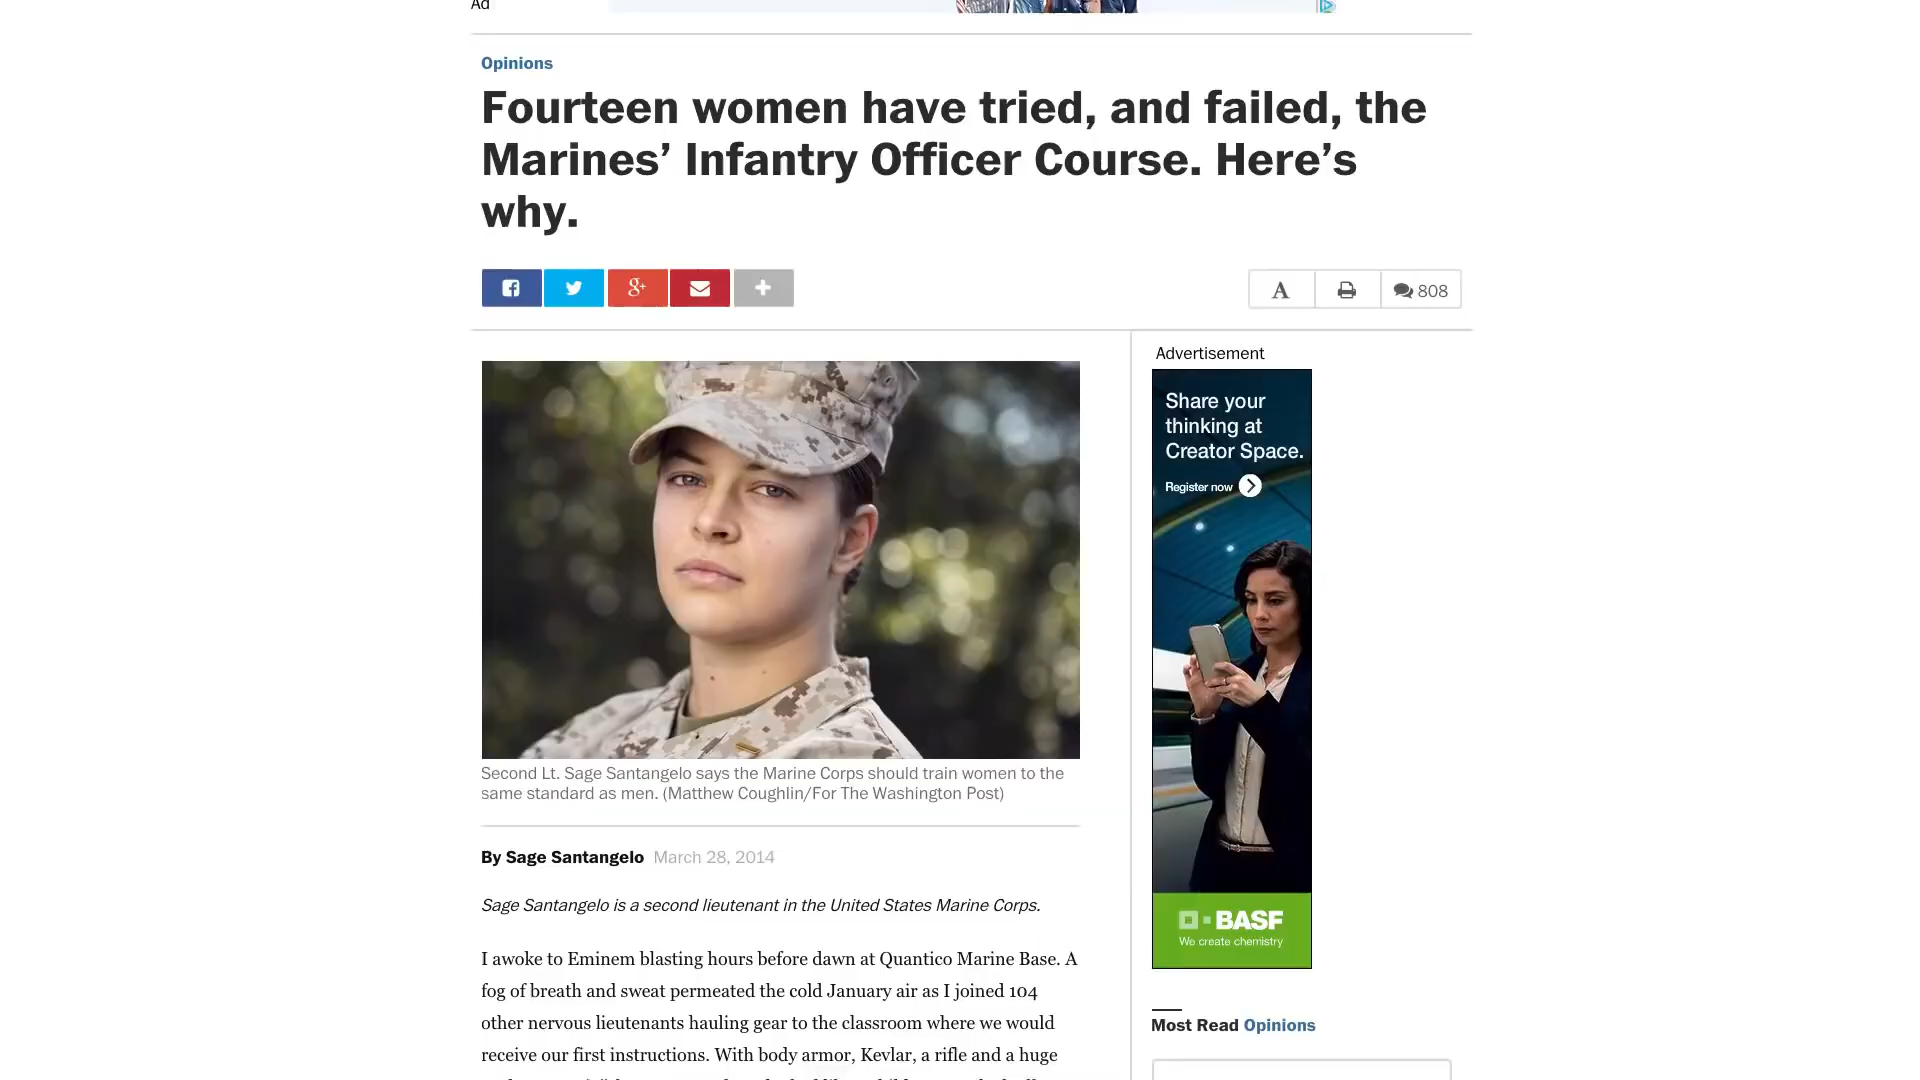 Ad
Opinions
Fourteen women have tried, and failed, the
Marines’ Infantry Officer Course. Here’s
why.
A
808
Second Lt. Sage Santangelo says the Marine Corps should train women to the
same standard as men. (Matthew Coughlin/For The Washington Post)
By Sage Santangelo March 28, 2014
Sage Santangelo is a second lieutenant in the United States Marine Corps.
I awoke to Eminem blasting hours before dawn at Quantico Marine Base. A
fog of breath and sweat permeated the cold January air as I joined 104
other nervous lieutenants hauling gear to the classroom where we would
receive our first instructions. With body armor, Kevlar, a rifle and a huge
Advertisement
Share your
thinking at
Creator Space.
Register now
BASF
We create chemistry
Most Read Opinions